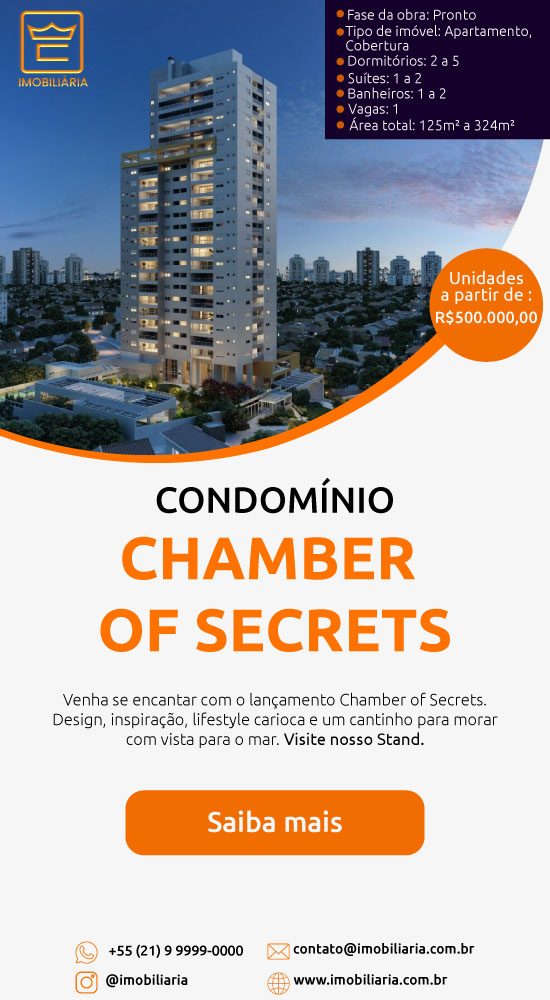 IMOBILIÁRIA
Fase da obra: Pronto
Tipo de imóvel: Apartamento,
Cobertura
Dormitórios: 2 a 5
Suítes: 1 a 2
Banheiros: 1 a 2
Vagas: 1
Área total: 125m² a 324m²
Unidades
a partir de :
R$500.000,00
CONDOMÍNIO
CHAMBER
OF SECRETS
Venha se encantar com o lançamento Chamber of Secrets.
Design, inspiração, lifestyle carioca e um cantinho para morar
com vista para o mar. Visite nosso Stand.
Saiba mais
+55 (21) 9 9999-0000
contato@imobiliaria.com.br
@imobiliaria
www.imobiliaria.com.br